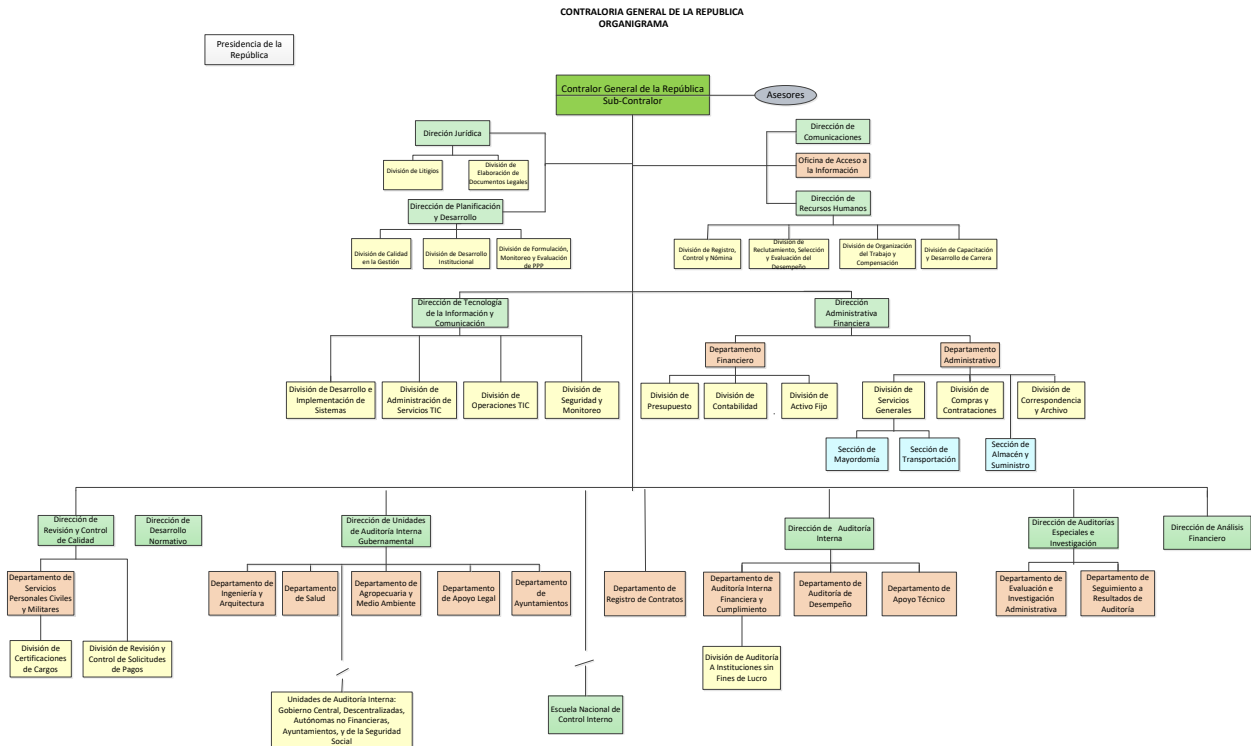 CONTRALORIA GENERAL DE LA REPUBLICA
ORGANIGRAMA
Presidencia de la
República
Contralor General de la República
Sub-Contralor
Asesores
Direción Jurídica
División de Litigios
División de
Elaboración de
Documentos Legales
Dirección de Planificación
y Desarrollo
División de Calidad
en la Gestión
División de Desarrollo
Institucional
División de Formulación,
Monitoreo y Evaluación
de PPP
Dirección de
Comunicaciones
Oficina de Acceso a
la Información
Dirección de
Recursos Humanos
División de Registro,
Control y Nómina
División de
Reclutamiento, Selección
y Evaluación del
Desempeño
División de Organización
del Trabajo y
Compensación
División de Capacitación
y Desarrollo de Carrera
Dirección de Tecnología
de la Información y
Comunicación
División de Desarrollo e
Implementación de
Sistemas
División de
Administración de
Servicios TIC
División de
Operaciones TIC
División de
Seguridad y
Monitoreo
Dirección
Administrativa
Financiera
Departamento
Financiero
Departamento
Administrativo
División de
Presupuesto
División de
Contabilidad
.
División de
Activo Fijo
División de
Servicios
Generales
División de
Compras y
Contrataciones
División de
Correspondencia
y Archivo
Sección de
Mayordomía
Sección de
Transportación
Sección de
Almacén y
Suministro
Dirección de
Revisión y Control
de Calidad
Dirección de
Desarrollo
Normativo
Dirección de Unidades
de Auditoría Interna
Gubernamental
Dirección de Auditoría
Interna
Dirección de Auditorías
Especiales e
Investigación
Dirección de Análisis
Financiero
Departamento de
Servicios
Personales Civiles
y Militares
División de
Certificaciones
de Cargos
División de Revisión y
Control de Solicitudes
de Pagos
Departamento de
Ingeniería y
Arquitectura
Departamento
de Salud
Departamento de
Agropecuaria y
Medio Ambiente
Departamento
de Apoyo Legal
Departamento
de
Ayuntamientos
Departamento de
Registro de Contratos
Departamento de
Auditoría Interna
Financiera y
Cumplimiento
Departamento de
Auditoría de
Desempeño
Departamento de
Apoyo Técnico
Departamento de
Evaluación e
Investigación
Administrativa
Departamento de
Seguimiento a
Resultados de
Auditoría
División de Auditoría
A Instituciones sin
Fines de Lucro
Unidades de Auditoría Interna:
Gobierno Central, Descentralizadas,
Autónomas no Financieras,
Ayuntamientos, y de la Seguridad
Social
Escuela Nacional de
Control Interno